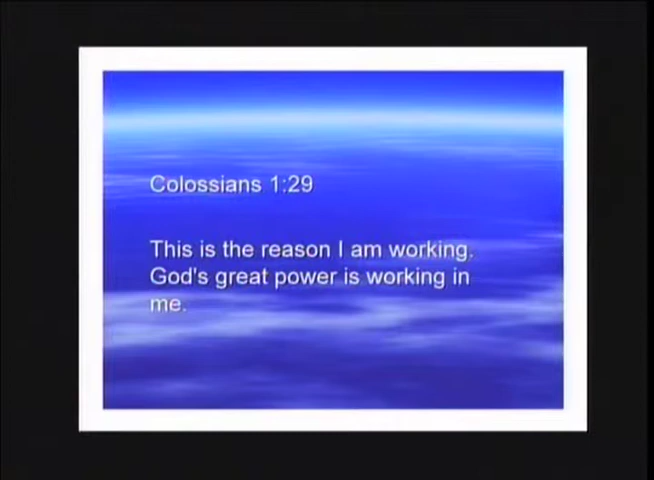 Colossians 1:29
This is the reason I am working.
God's great power is working in
me.